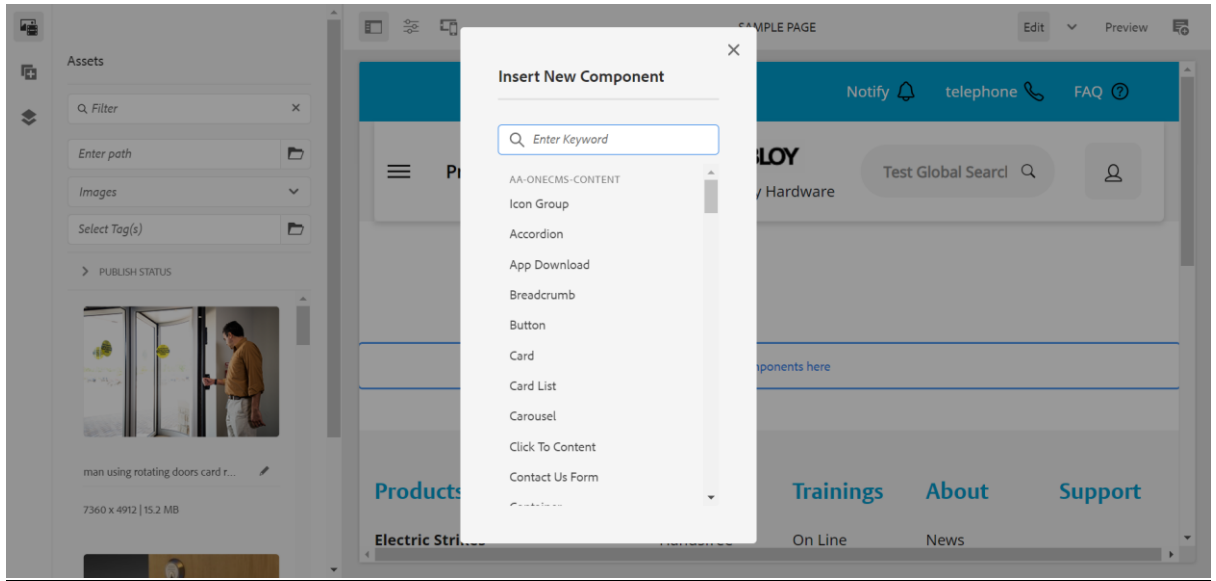 Assets
Filter
Enter path
Images
Select Tag(s)
PUBLISH STATUS
man using rotating doors card r...
7360 x 4912 | 15.2 MB
SAMPLE PAGE
Edit
Preview
Insert New Component
Enter Keyword
AA-ONECMS-CONTENT
Icon Group
Accordion
App Download
Breadcrumb
Button
Card
Card List
Carousel
Click To Content
Contact Us Form
Container
Notify
telephone
FAQ
LOY
Hardware
Test Global Searcl
here
Products
Trainings
About
Support
Electric
On Line
News